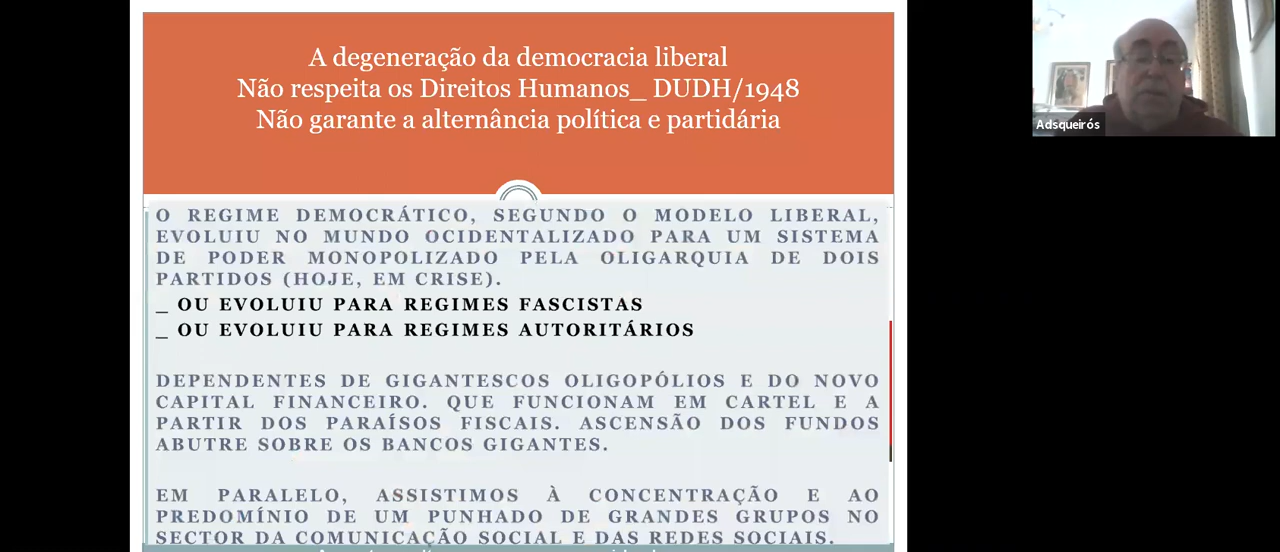 A degeneração da democracia liberal
Não respeita os Direitos Humanos_ DUDH/1948
Não garante a alternância política e partidária
Adsqueirós
O REGIME DEMOCRÁTICO, SEGUNDO O MODELO LIBERAL,
EVOLUIU NO MUNDO OCIDENTALIZADO PARA UM SISTEMA
DE PODER MONOPOLIZADO PELA OLIGARQUIA DE DOIS
PARTIDOS (HOJE, EM CRISE).
_ OU EVOLUIU PARA REGIMES FASCISTAS
_ OU EVOLUIU PARA REGIMES AUTORITÁRIOS
DEPENDENTES DE GIGANTESCOS OLIGOPÓLIOS E DO NOVO
CAPITAL FINANCEIRO. QUE FUNCIONAM EM CARTEL E A
PARTIR DOS PARAÍSOS FISCAIS. ASCENSÃO DOS FUNDOS
ABUTRE SOBRE OS BANCOS GIGANTES.
EM PARALELO, ASSISTIMOS À CONCENTRAÇÃO E AO
PREDOMÍNIO DE UM PUNHADO DE GRANDES GRUPOS NO
SECTOR DA COMUNICAÇÃO SOCIAL E DAS REDES SOCIAIS.